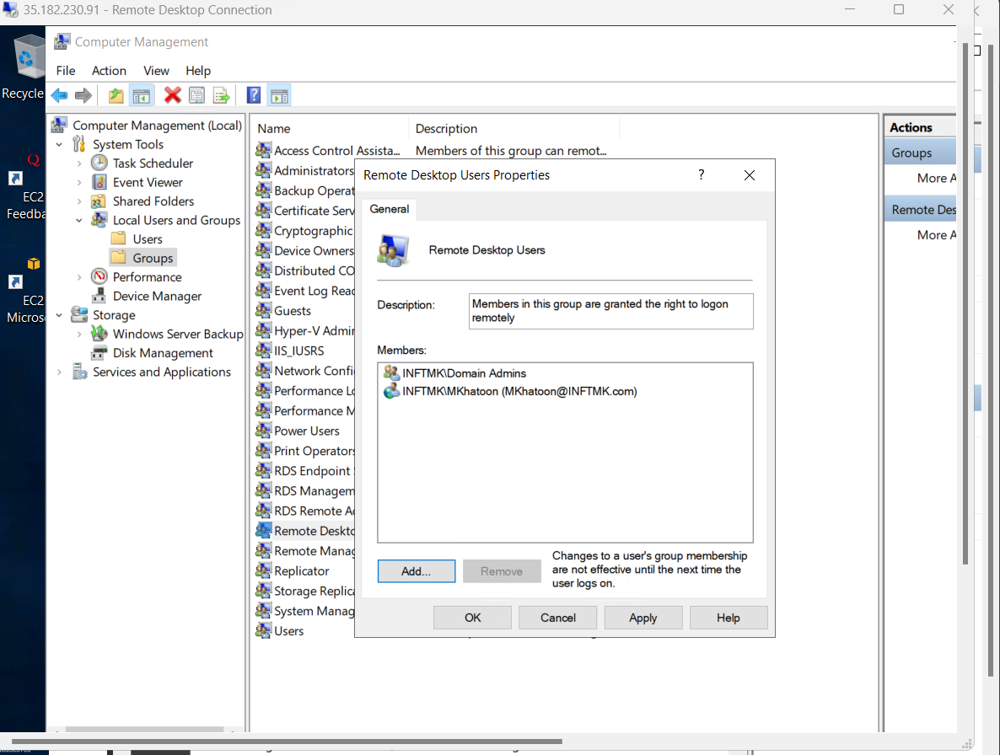 35.182.230.91 - Remote Desktop Connection
Computer Management
File Action View Help
Recycle
EC2
Feedba
EC2
Micros
Computer Management (Local)
System Tools
Task Scheduler
Event Viewer
Shared Folders
Local Users and Groups
Users
Groups
Performance
Device Manager
Storage
Windows Server Backup
Disk Management
Services and Applications
Name Description
Access Control Assista... Members of this group can remot...
Administrators
Backup Operat
Certificate Serv
Cryptographic
Device Owners
Distributed CO
Event Log Read
Guests
Hyper-V Admin
IIS_IUSRS
Network Confi
Performance Lo
Performance M
Power Users
Print Operators
RDS Endpoint S
RDS Managem
RDS Remote Ac
Remote Deskto
Remote Manag
Replicator
Storage Replica
System Manag
Users
Remote Desktop Users Properties
?
General
Remote Desktop Users
Description:
Members in this group are granted the right to logon
remotely
Members:
INFTMK\Domain Admins
INFTMK\MKhatoon (MKhatoon@INFTMK.com)
Add...
Remove
Changes to a user's group membership
are not effective until the next time the
user logs on.
OK Cancel Apply Help
Actions
Groups
More A
Remote Des
More A